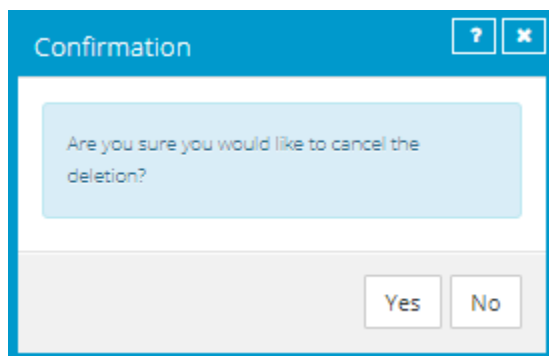 Confirmation
?
×
Are you sure you would like to cancel the
deletion?
Yes No